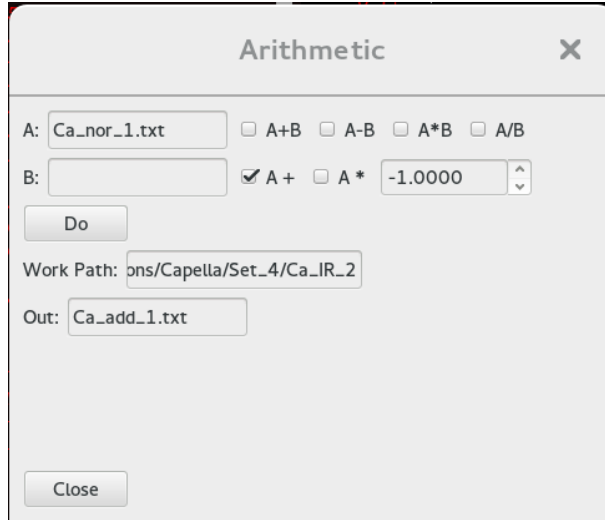 Arithmetic
A: Ca_nor_1.txt A+B A-B A*B A/B
B: A + A * -1.0000
Do
Work Path: ons/Capella/Set_4/Ca_IR_2
Out: Ca_add_1.txt
Close